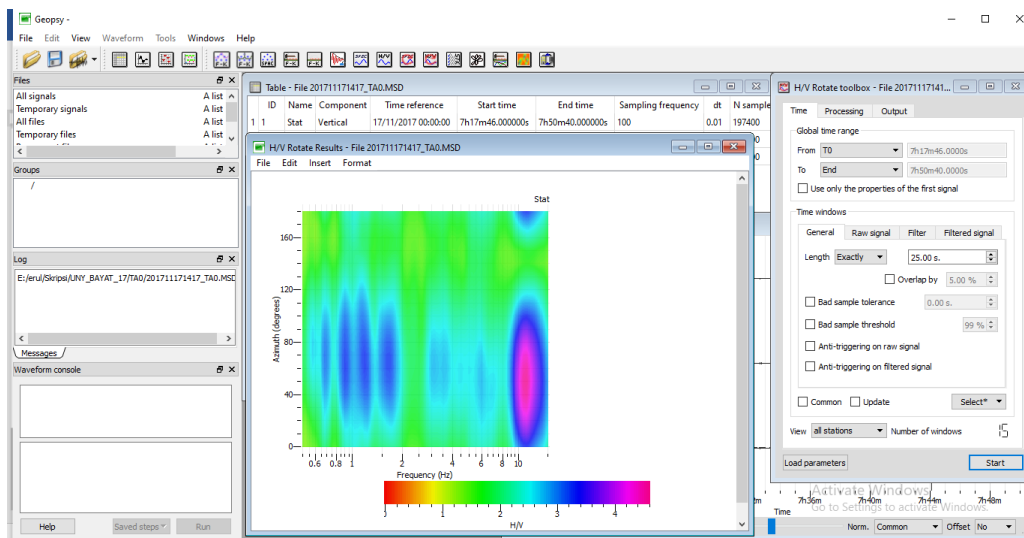 Geopsy -
File Edit View Waveform Tools Windows Help
Files
All signals A list
Temporary signals A list
All files A list
Temporary files A list
Groups
/
Log
E:/erul/Skripsi/UNY_BAYAT_17/TA0/201711171417_TA0.MSD
Messages
Waveform console
Help Saved steps Run
Table - File 201711171417_TA0.MSD
ID Name Component Time reference Start time End time Sampling frequency dt N sample
1 1 Stat Vertical 17/11/2017 00:00:00 7h17m46.000000s 7h50m40.000000s 100 0.01 197400
H/V Rotate Results - File 201711171417_TA0.MSD
File Edit Insert Format
Stat
160
120
80
40
0
Azimuth (degrees)
0.6 0.8 1 2 4 6 8 10
Frequency (Hz)
2 3 4
H/V
H/V Rotate toolbox - File 20171114...
Time Processing Output
Global time range
From T0 7h17m46.0000s
To End 7h50m40.0000s
Use only the properties of the first signal
Time windows
General Raw signal Filter Filtered signal
Length Exactly 25.00 s.
Overlap by 5.00 %
Bad sample tolerance 0.00 s.
Bad sample threshold 99 %
Anti-triggering on raw signal
Anti-triggering on filtered signal
Common Update Select*
View all stations Number of windows 15
Load parameters Start
Activate Windows
Go to Settings to activate Windows.
7h36m 7h40m 7h44m 7h48m
Time
Norm. Common Offset No